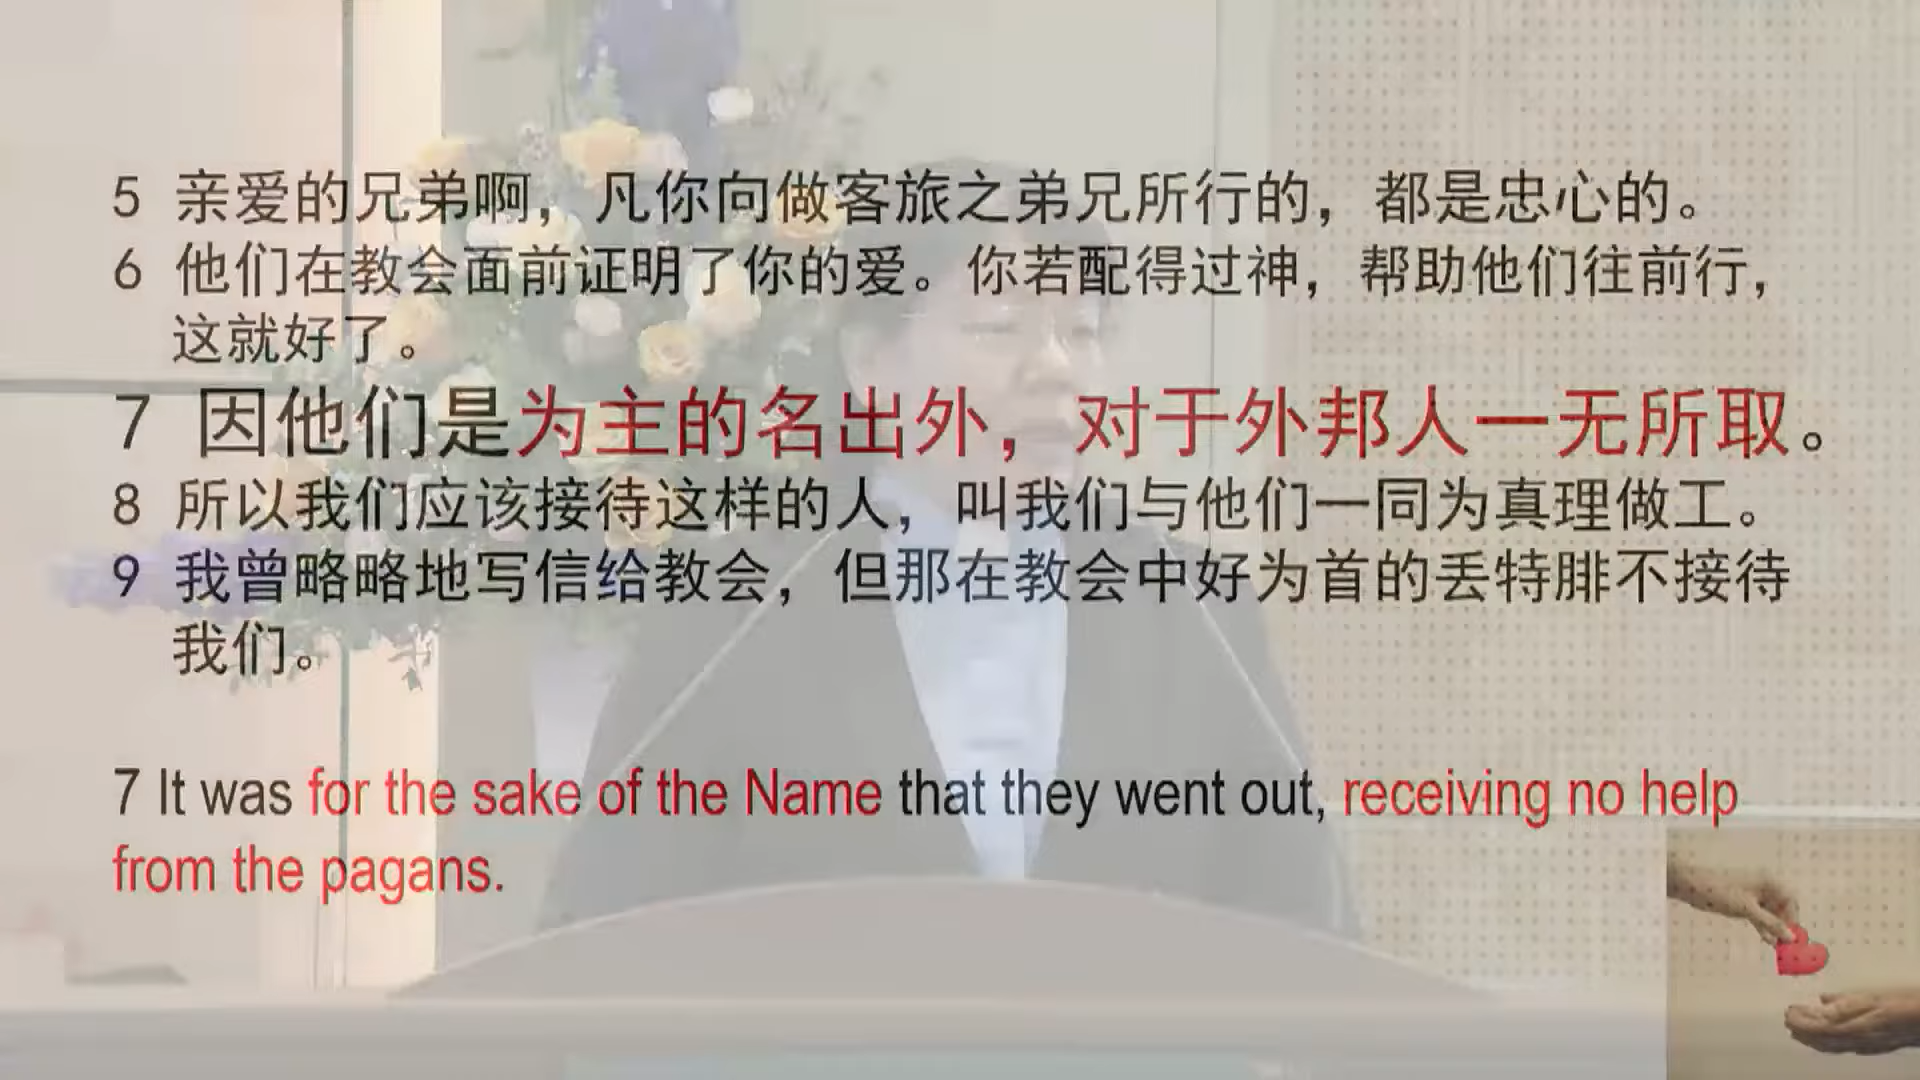 5 亲爱的兄弟啊，凡你向做客旅之弟兄所行的，都是忠心的。
6 他们在教会面前证明了你的爱。你若配得过神，帮助他们往前行，
这就好了。
7 因他们是为主的名出外，对于外邦人一无所取。
8 所以我们应该接待这样的人，叫我们与他们一同为真理做工。
9 我曾略略地写信给教会，但那在教会中好为首的丢特腓不接待
我们。
7 It was for the sake of the Name that they went out, receiving no help
from the pagans.